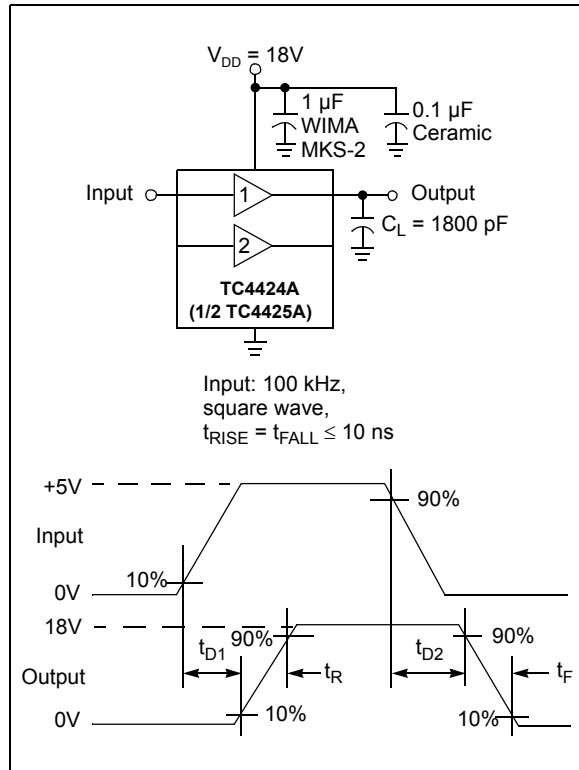 V_DD = 18V
1 µF
WIMA
MKS-2
0.1 µF
Ceramic
Input
1
Output
C_L = 1800 pF
2
TC4424A
(1/2 TC4425A)
Input: 100 kHz,
square wave,
t_RISE = t_FALL ≤ 10 ns
+5V
90%
Input
10%
0V
18V
90%
t_D1
t_R
t_D2
90%
t_F
Output
0V
10%
10%